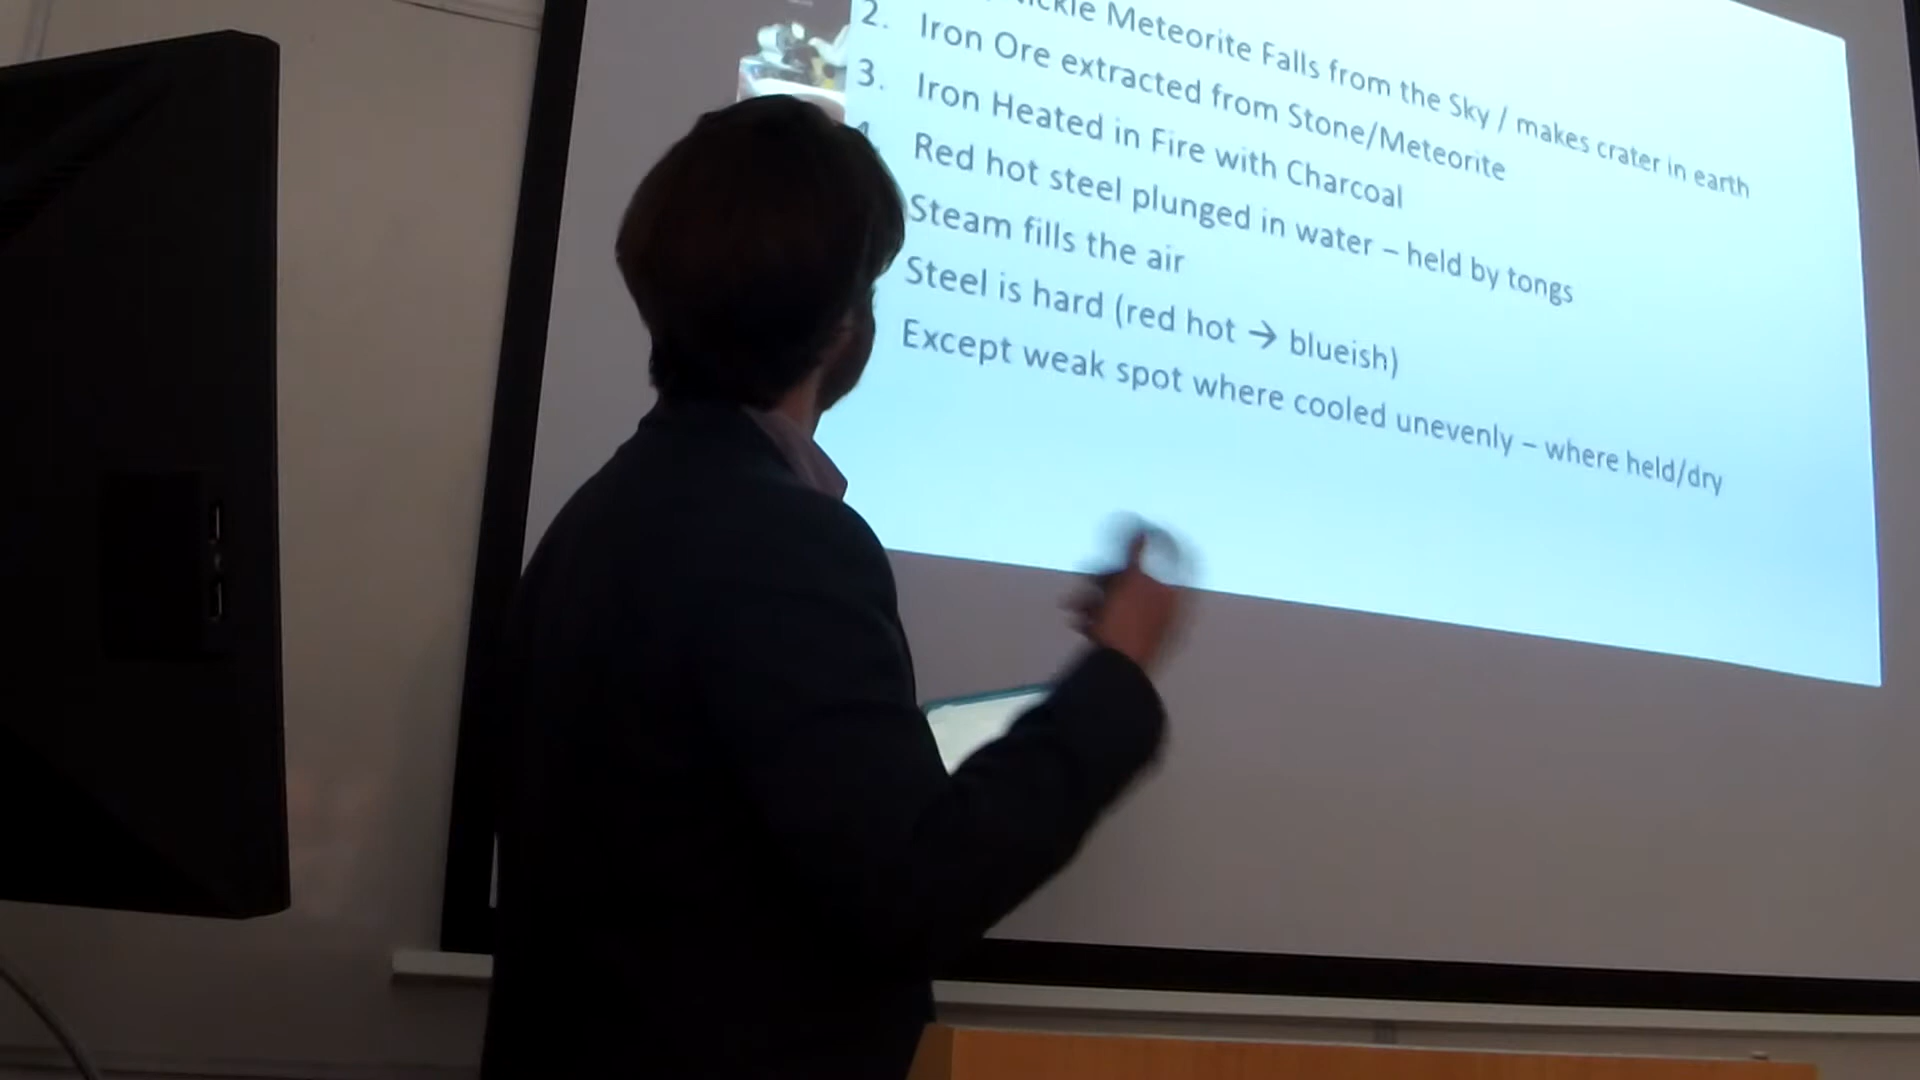 Meteorite Falls from the Sky / makes crater in earth
2. Iron Ore extracted from Stone/Meteorite
3. Iron Heated in Fire with Charcoal
Red hot steel plunged in water – held by tongs
Steam fills the air
Steel is hard (red hot → blueish)
Except weak spot where cooled unevenly – where held/dry